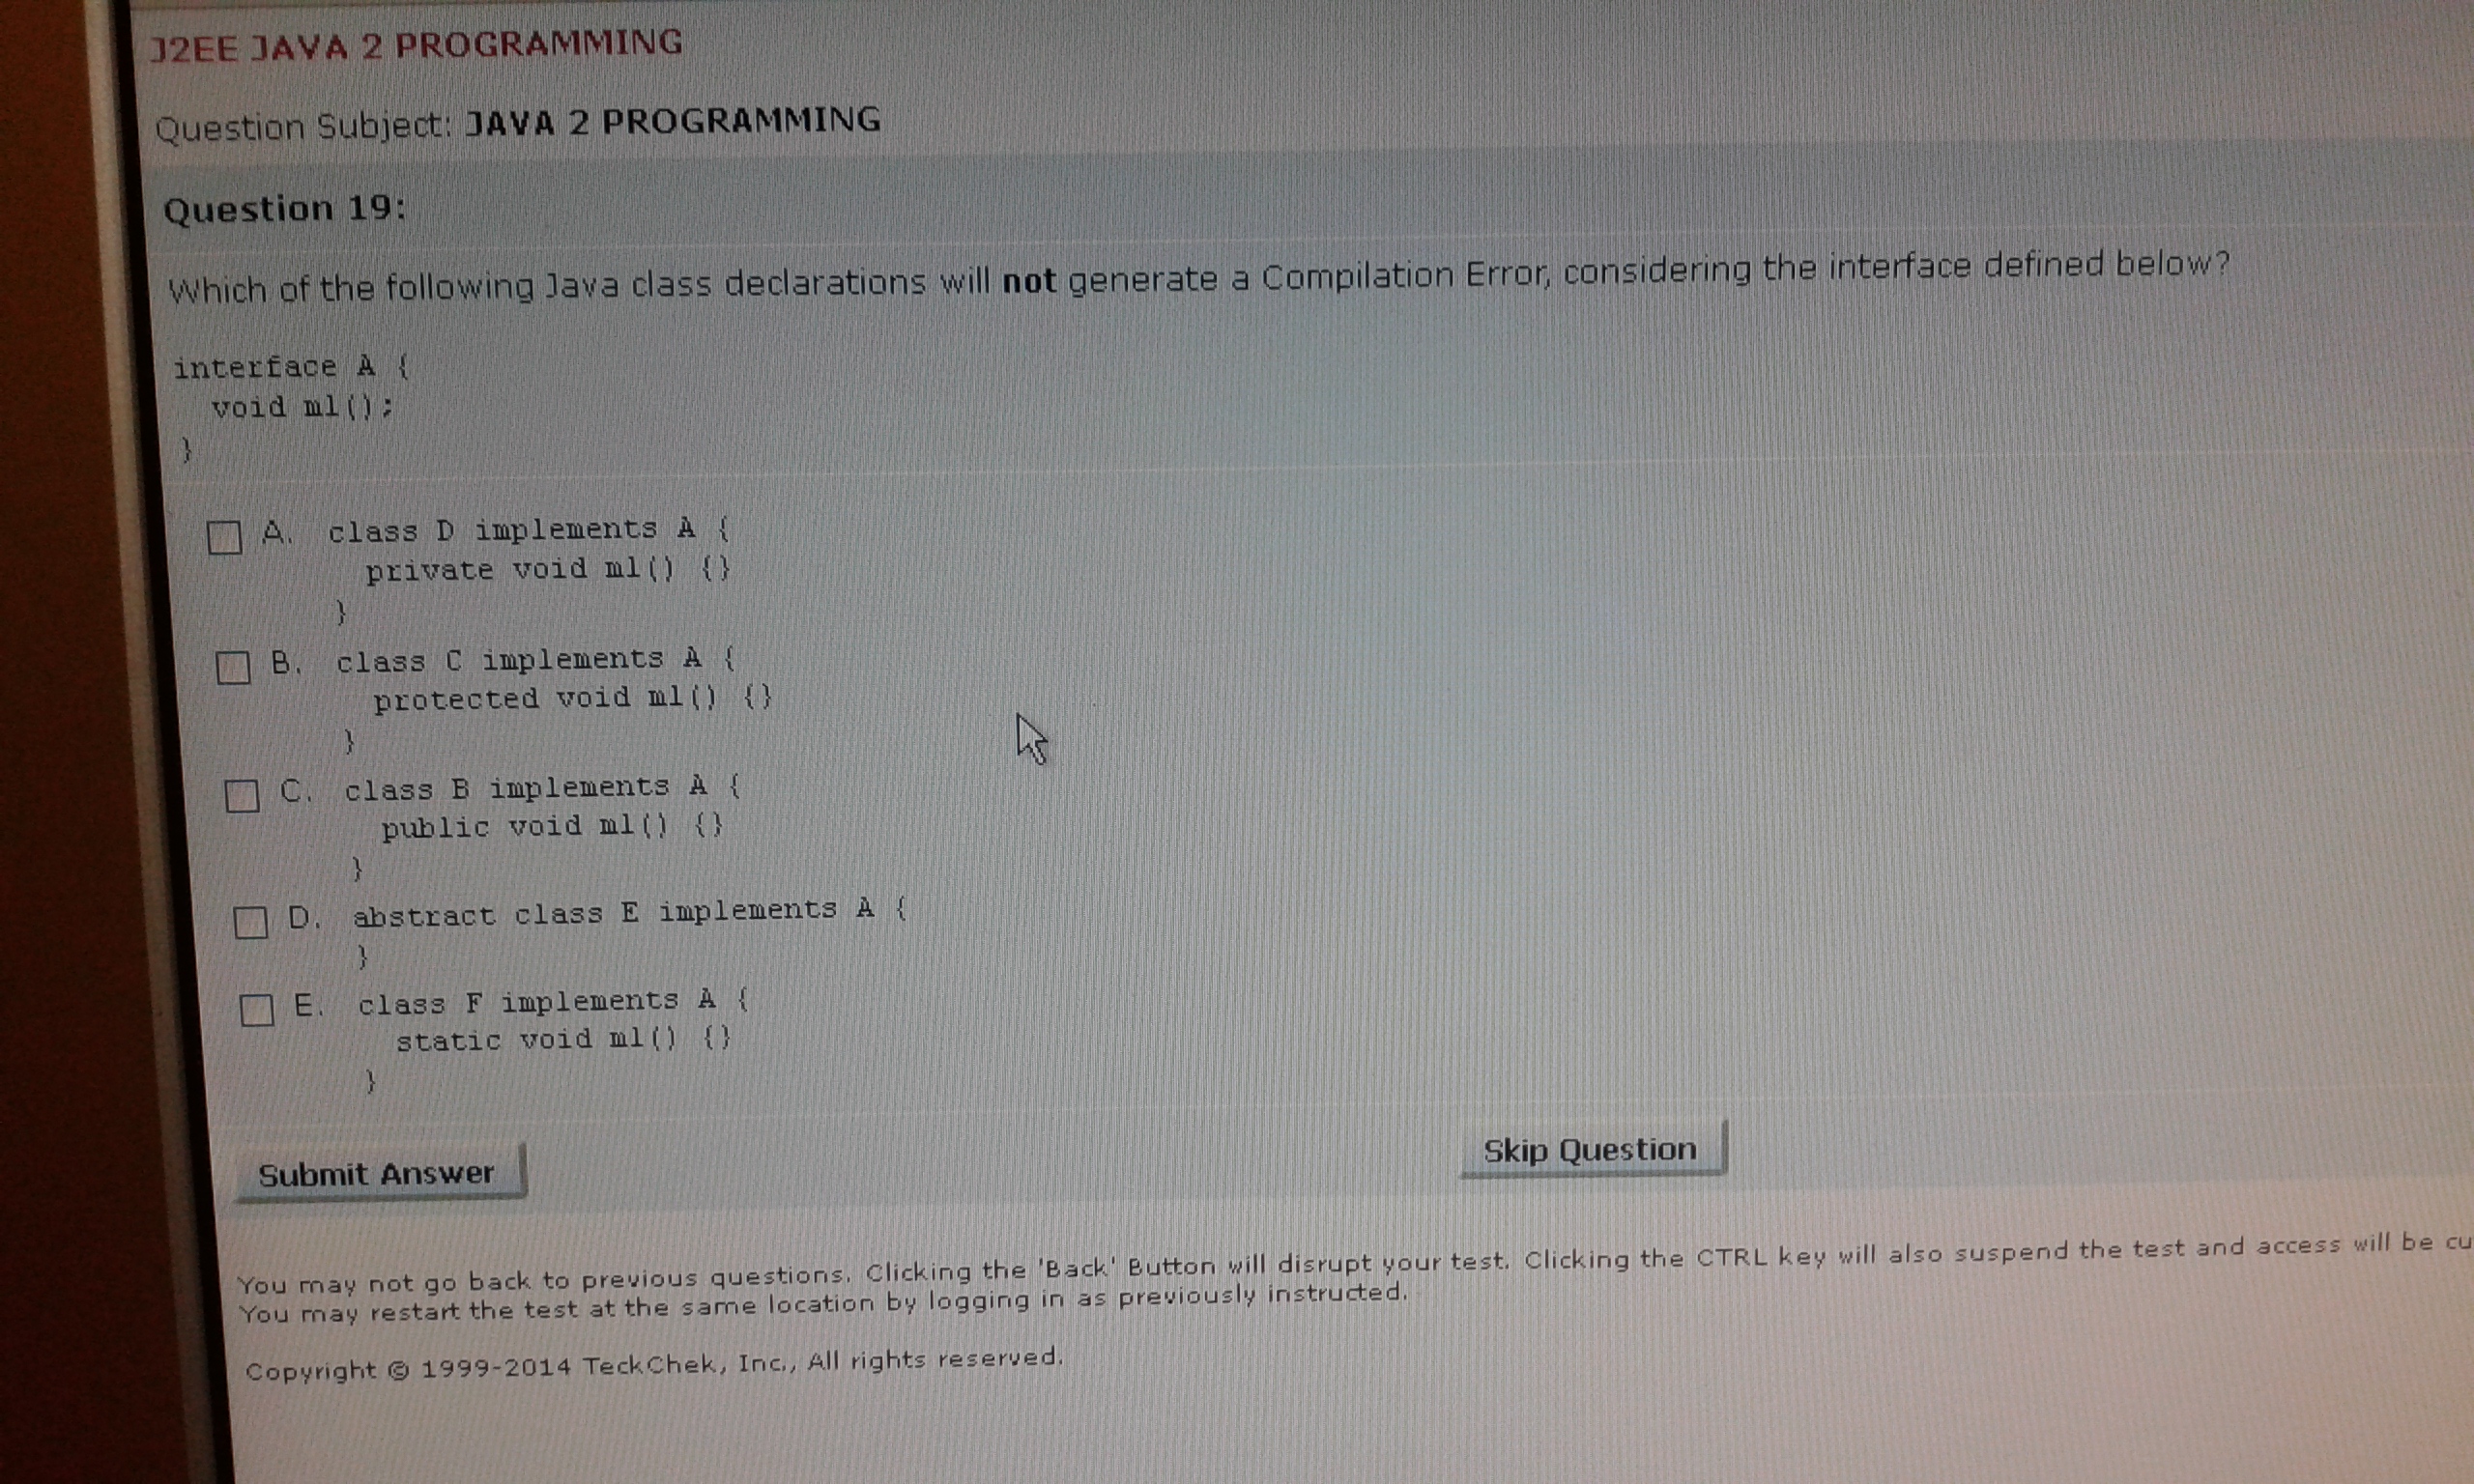 J2EE JAVA 2 PROGRAMMING
Question Subject: JAVA 2 PROGRAMMING
Question 19:
Which of the following Java class declarations will not generate a Compilation Error, considering the interface defined below?
interface A {
void m1();
}
A. class D implements A {
private void m1() {}
}
B. class C implements A {
protected void m1() {}
}
C. class B implements A {
public void m1() {}
}
D. abstract class E implements A {
}
E. class F implements A {
static void m1() {}
}
Submit Answer
Skip Question
You may not go back to previous questions. Clicking the 'Back' Button will disrupt your test. Clicking the CTRL key will also suspend the test and access will be
You may restart the test at the same location by logging in as previously instructed.
Copyright © 1999-2014 TeckChek, Inc., All rights reserved.